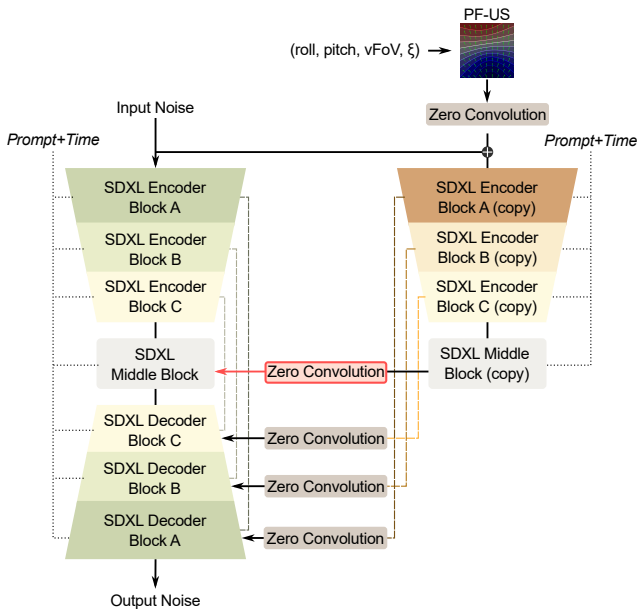 PF-US
(roll, pitch, vFoV, ξ)
Input Noise
Zero Convolution
Prompt+Time
Prompt+Time
SDXL Encoder
Block A
SDXL Encoder
Block A (copy)
SDXL Encoder
Block B
SDXL Encoder
Block B (copy)
SDXL Encoder
Block C
SDXL Encoder
Block C (copy)
SDXL
Middle Block
Zero Convolution
SDXL Middle
Block (copy)
SDXL Decoder
Block C
Zero Convolution
SDXL Decoder
Block B
Zero Convolution
SDXL Decoder
Block A
Zero Convolution
Output Noise